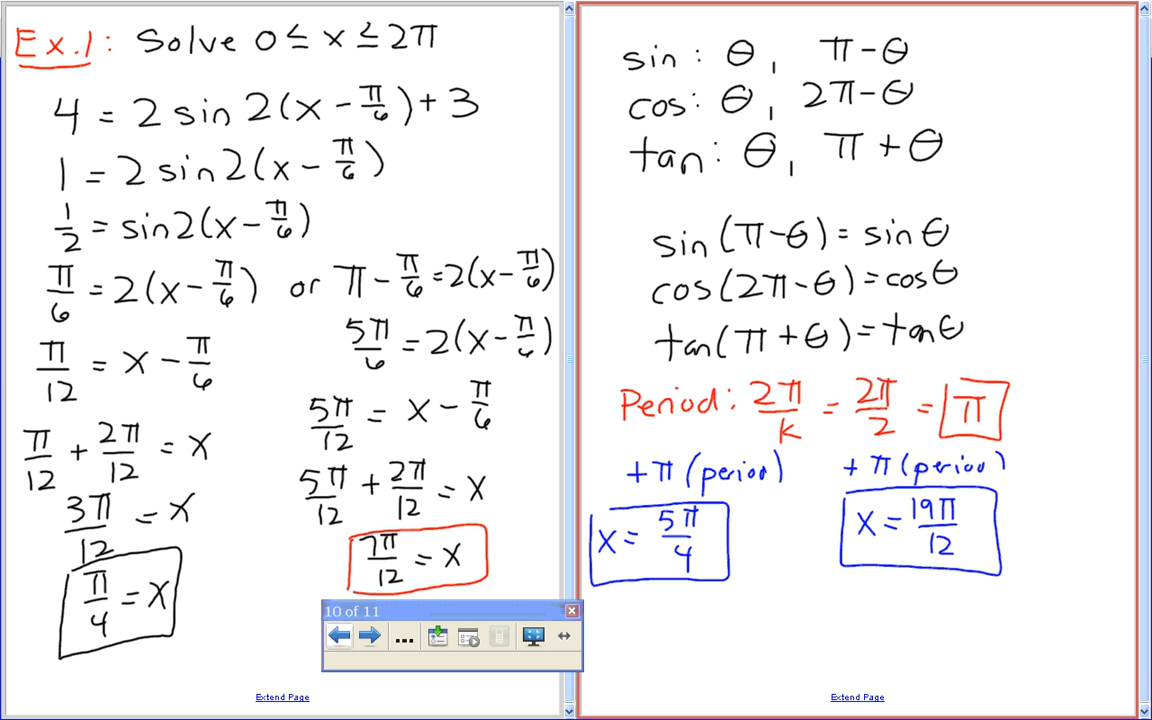 Ex.1: Solve 0 ≤ x ≤ 2π
4 = 2 sin 2(x - π/6) + 3
1 = 2 sin 2(x - π/6)
1/2 = sin 2(x - π/6)
π/6 = 2(x - π/6) or π - π/6 = 2(x - π/6)
5π/6 = 2(x - π/6)
π/12 = x - π/6
5π/12 = x - π/6
π/12 + 2π/12 = x
5π/12 + 2π/12 = x
3π/12 = x
7π/12 = x
π/4 = x
10 of 11
...
Extend Page
sin: θ, π-θ
cos: θ, 2π-θ
tan: θ, π+θ
sin(π-θ) = sinθ
cos(2π-θ) = cosθ
tan(π+θ) = tanθ
Period: 2π/k = 2π/2 = π
+π (period) +π (period)
x = 5π/4 x = 19π/12
Extend Page